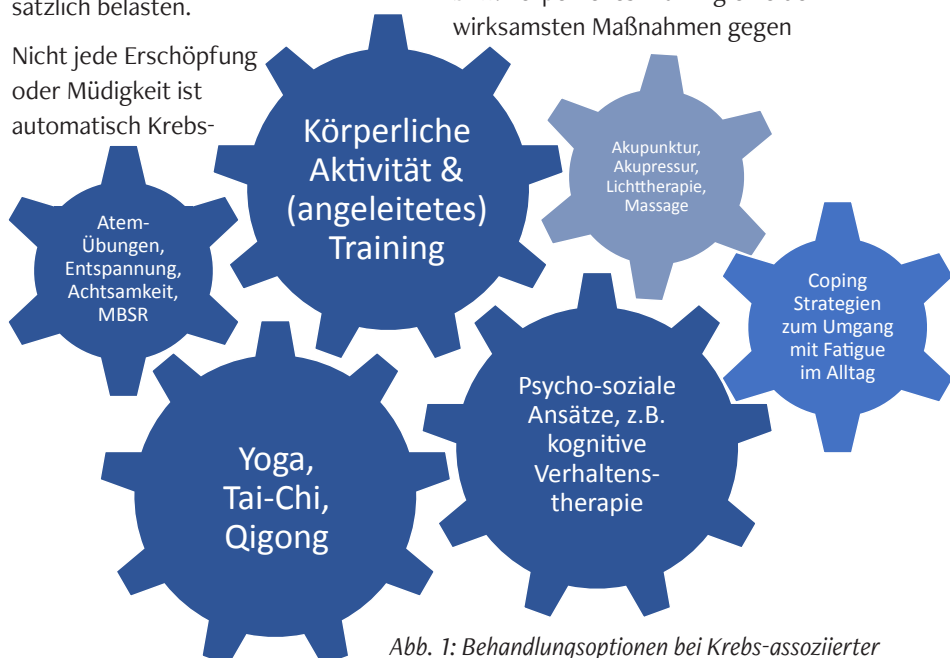 sätzlich belasten.
Nicht jede Erschöpfung
oder Müdigkeit ist
automatisch Krebs-
wirksamsten Maßnahmen gegen
Körperliche
Aktivität &
(angeleitetes)
Training
Akupunktur,
Akupressur,
Lichttherapie,
Massage
Atem-
Übungen,
Entspannung,
Achtsamkeit,
MBSR
Coping
Strategien
zum Umgang
mit Fatigue
im Alltag
Psycho-soziale
Ansätze, z.B.
kognitive
Verhaltens-
therapie
Yoga,
Tai-Chi,
Qigong
Abb. 1: Behandlungsoptionen bei Krebs-assoziierter